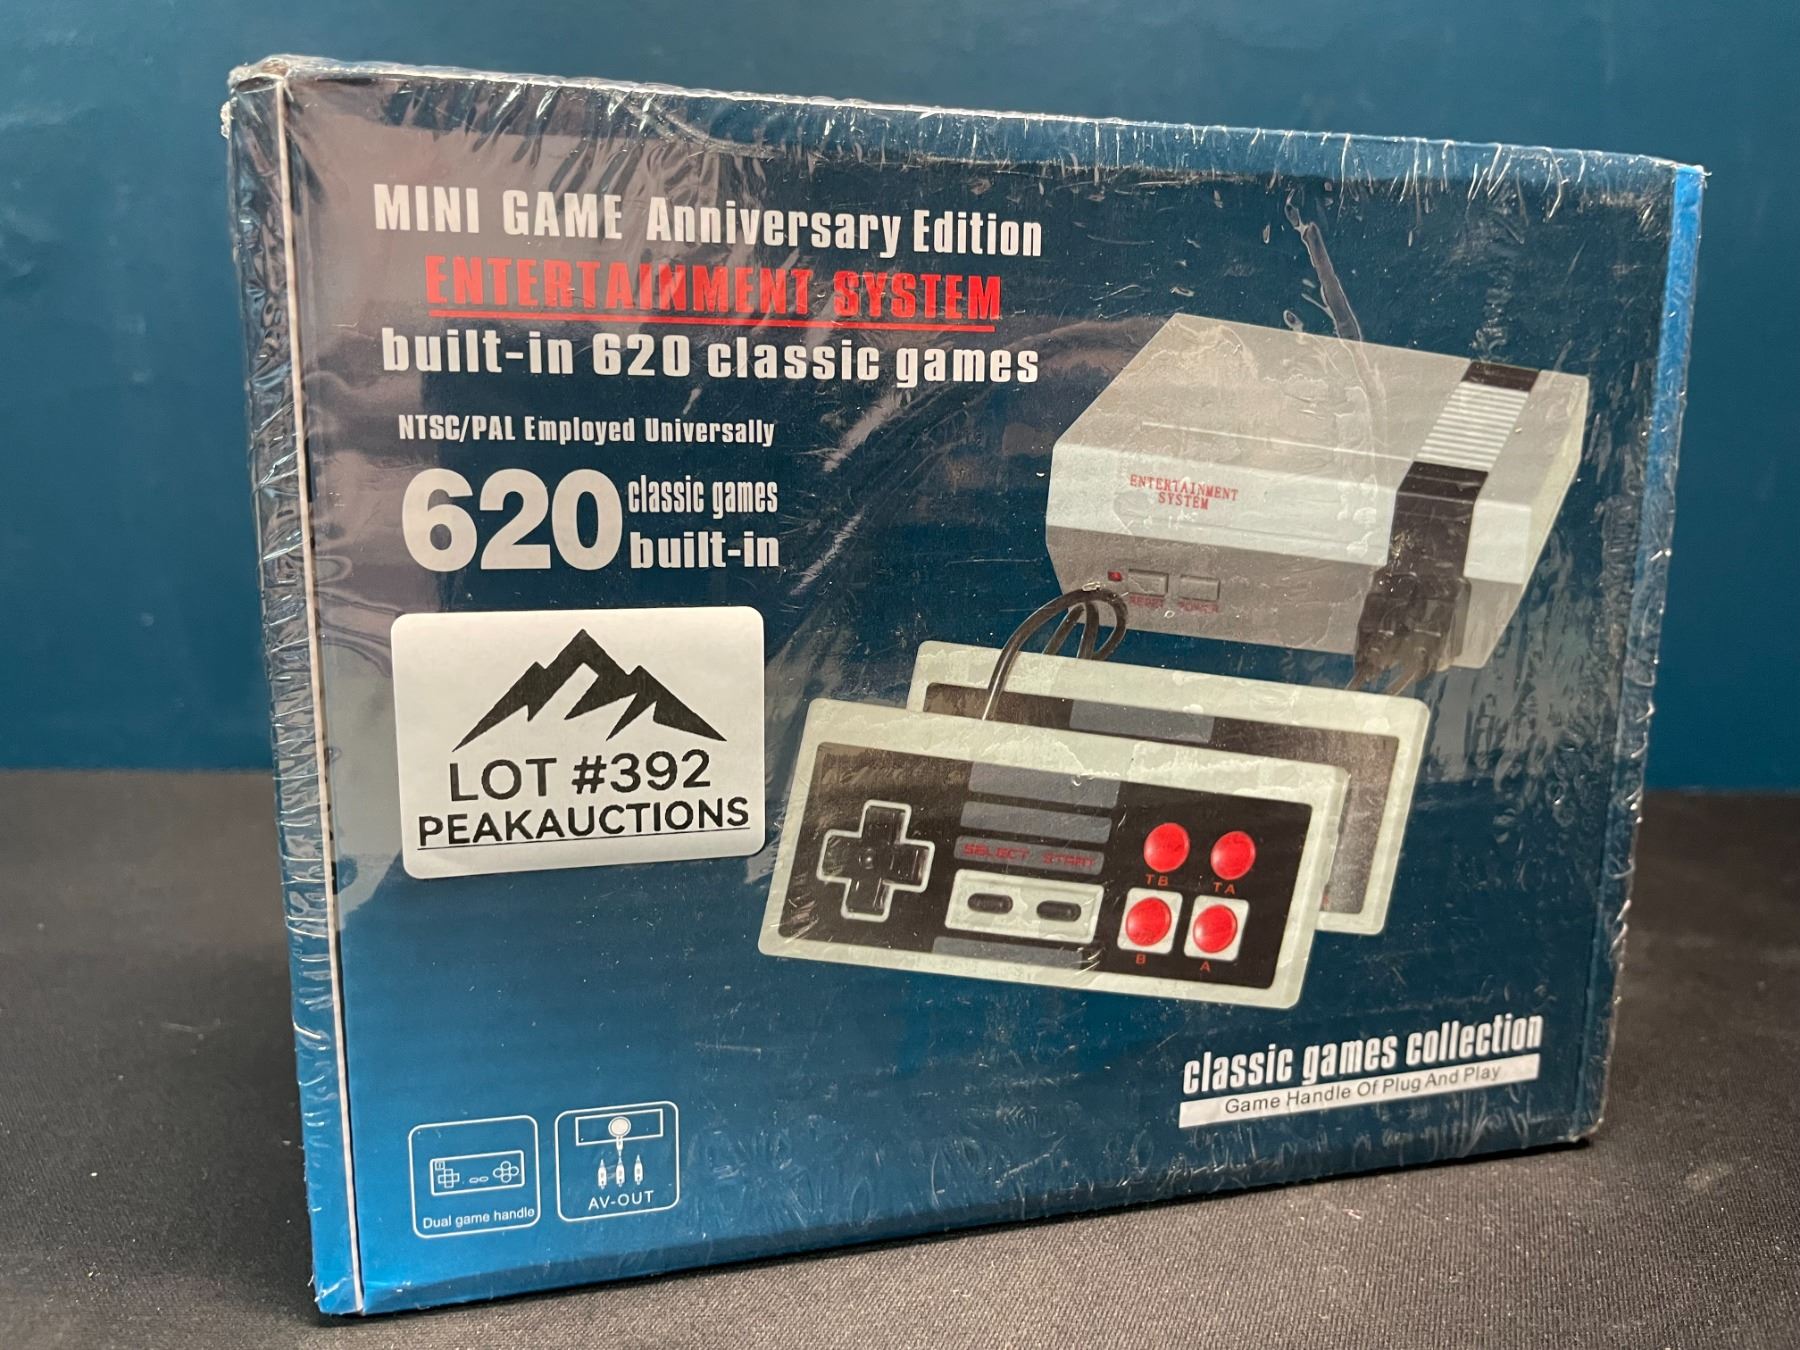 MINI GAME Anniversary Edition
ENTERTAINMENT SYSTEM
built-in 620 classic games
NTSC/PAL Employed Universally
620 classic games
built-in
ENTERTAINMENT
SYSTEM
RESET POWER
LOT #392
PEAKAUCTIONS
SELECT START
TB TA
B A
classic games collection
Game Handle Of Plug And Play
Dual game handle
AV-OUT